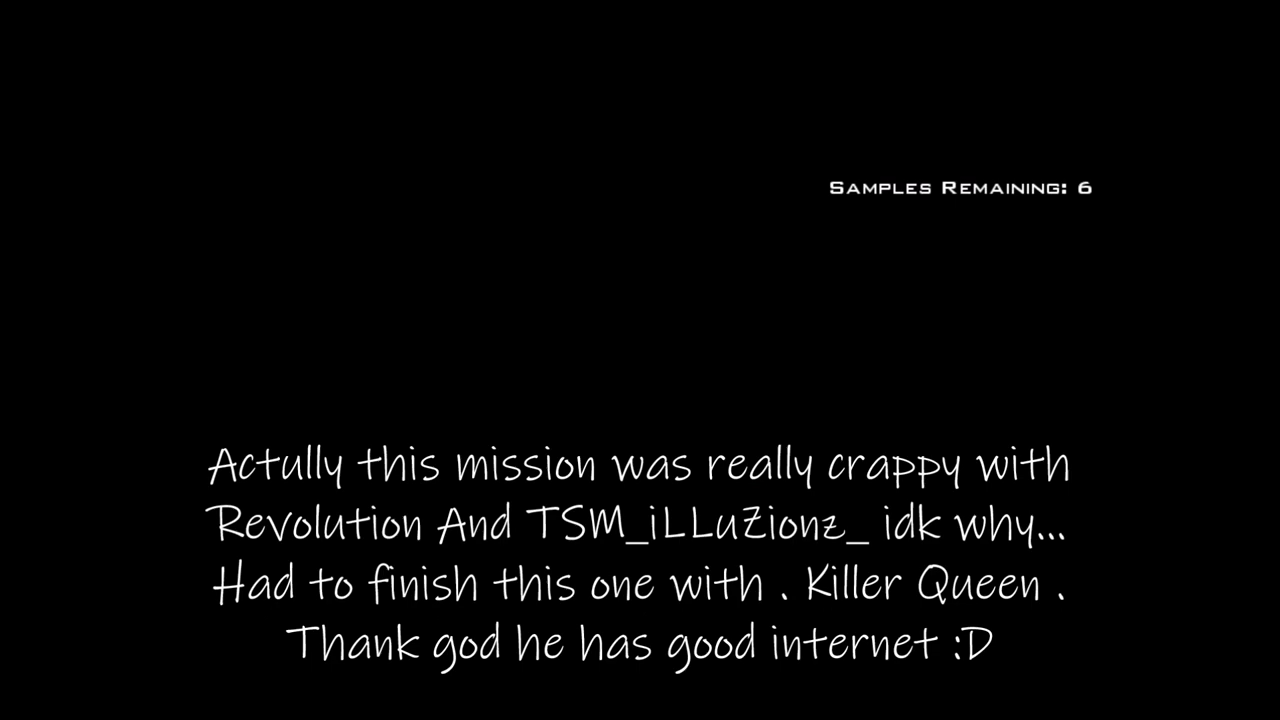 Samples Remaining: 6
Actully this mission was really crappy with
Revolution And TSM_iLLuZionz_ idk why...
Had to finish this one with . Killer Queen .
Thank god he has good internet :D